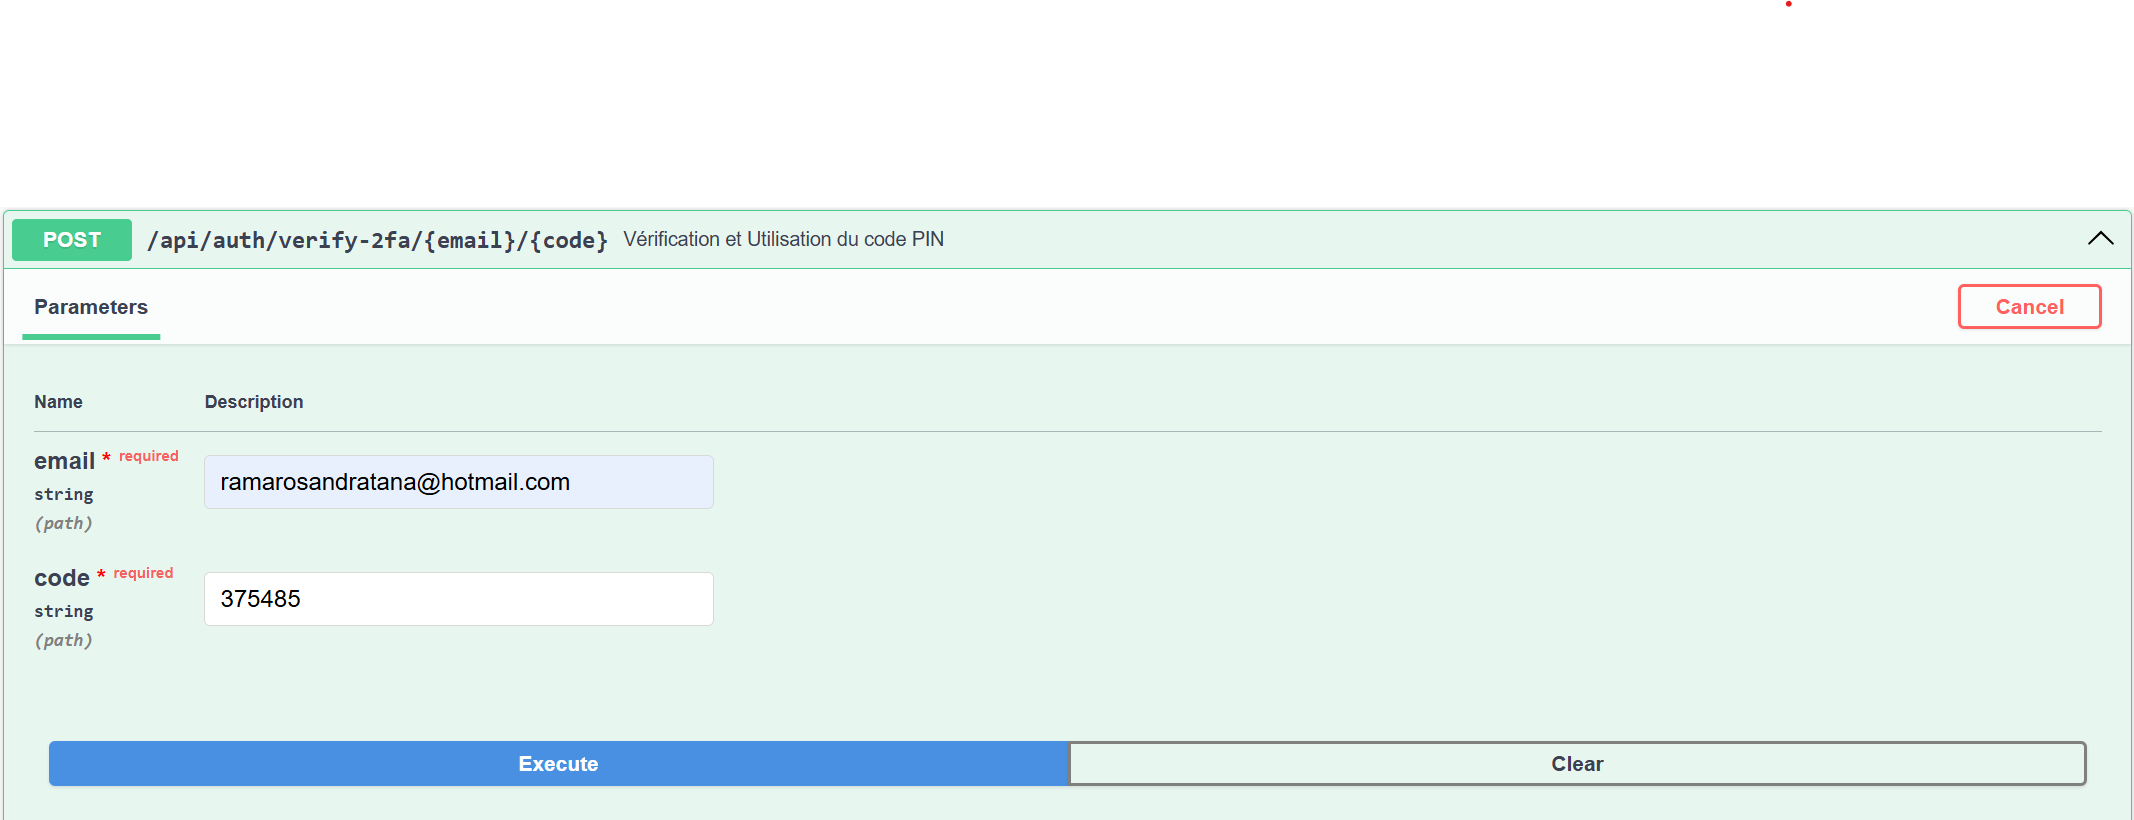 POST /api/auth/verify-2fa/{email}/{code} Vérification et Utilisation du code PIN
Parameters
Cancel
Name Description
email * required
string
(path)
ramarosandratana@hotmail.com
code * required
string
(path)
375485
Execute
Clear